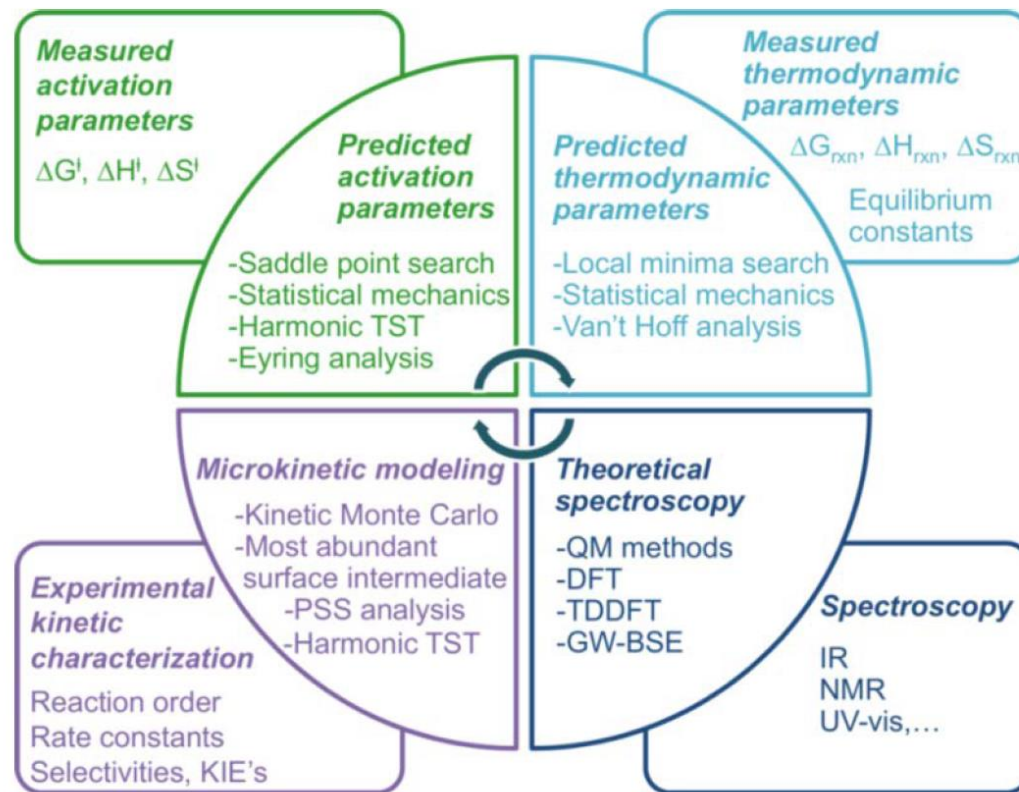 Measured
activation
parameters
ΔG‡, ΔH‡, ΔS‡
Predicted
activation
parameters
-Saddle point search
-Statistical mechanics
-Harmonic TST
-Eyring analysis
Measured
thermodynamic
parameters
ΔGrxn, ΔHrxn, ΔSrxn
Equilibrium
constants
Predicted
thermodynamic
parameters
-Local minima search
-Statistical mechanics
-Van't Hoff analysis
Microkinetic modeling
-Kinetic Monte Carlo
-Most abundant
surface intermediate
-PSS analysis
-Harmonic TST
Experimental
kinetic
characterization
Reaction order
Rate constants
Selectivities, KIE's
Theoretical
spectroscopy
-QM methods
-DFT
-TDDFT
-GW-BSE
Spectroscopy
IR
NMR
UV-vis,...